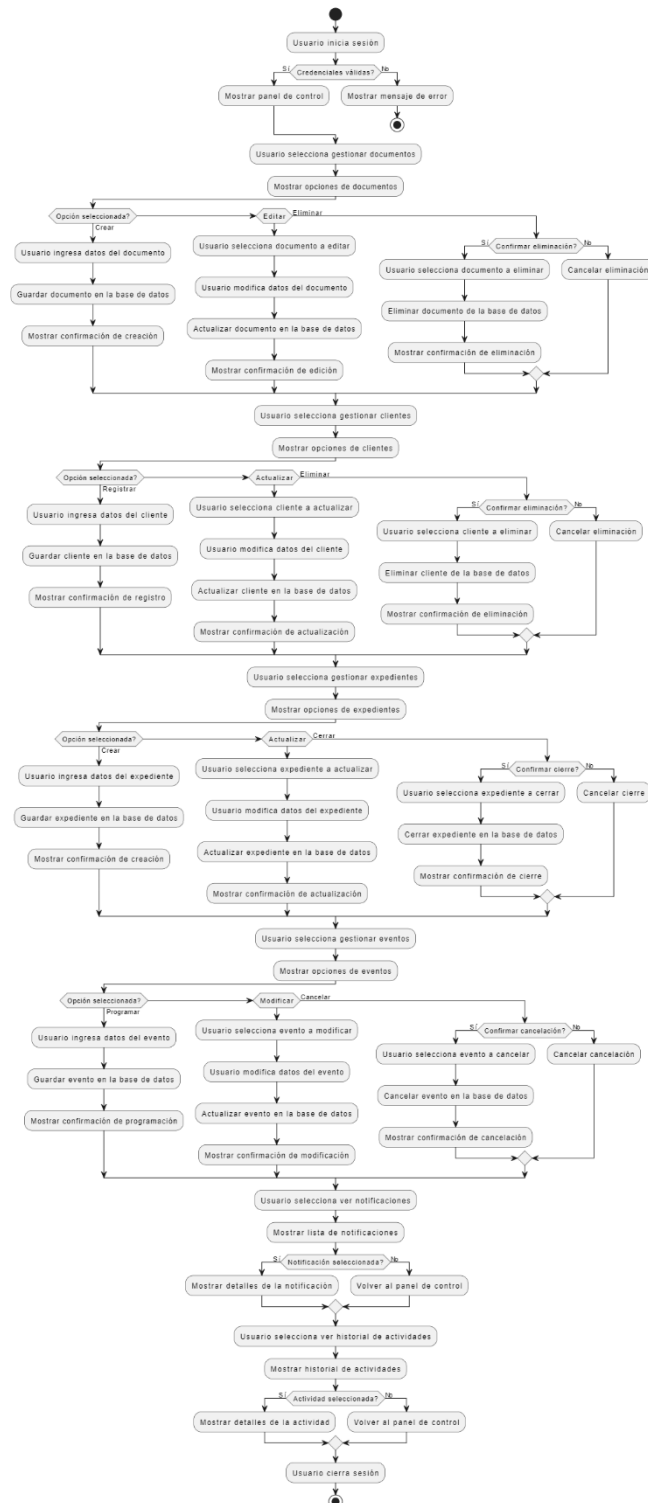 Usuario inicia sesión
Sí
Credenciales válidas?
No
Mostrar panel de control
Mostrar mensaje de error
Usuario selecciona gestionar documentos
Mostrar opciones de documentos
Opción seleccionada?
Editar
Eliminar
Crear
Usuario ingresa datos del documento
Guardar documento en la base de datos
Mostrar confirmación de creación
Usuario selecciona documento a editar
Usuario modifica datos del documento
Actualizar documento en la base de datos
Mostrar confirmación de edición
Sí
Confirmar eliminación?
No
Usuario selecciona documento a eliminar
Eliminar documento de la base de datos
Mostrar confirmación de eliminación
Cancelar eliminación
Usuario selecciona gestionar clientes
Mostrar opciones de clientes
Opción seleccionada?
Actualizar
Eliminar
Registrar
Usuario ingresa datos del cliente
Guardar cliente en la base de datos
Mostrar confirmación de registro
Usuario selecciona cliente a actualizar
Usuario modifica datos del cliente
Actualizar cliente en la base de datos
Mostrar confirmación de actualización
Sí
Confirmar eliminación?
No
Usuario selecciona cliente a eliminar
Eliminar cliente de la base de datos
Mostrar confirmación de eliminación
Cancelar eliminación
Usuario selecciona gestionar expedientes
Mostrar opciones de expedientes
Opción seleccionada?
Actualizar
Cerrar
Crear
Usuario ingresa datos del expediente
Guardar expediente en la base de datos
Mostrar confirmación de creación
Usuario selecciona expediente a actualizar
Usuario modifica datos del expediente
Actualizar expediente en la base de datos
Mostrar confirmación de actualización
Sí
Confirmar cierre?
No
Usuario selecciona expediente a cerrar
Cerrar expediente en la base de datos
Mostrar confirmación de cierre
Cancelar cierre
Usuario selecciona gestionar eventos
Mostrar opciones de eventos
Opción seleccionada?
Modificar
Cancelar
Programar
Usuario ingresa datos del evento
Guardar evento en la base de datos
Mostrar confirmación de programación
Usuario selecciona evento a modificar
Usuario modifica datos del evento
Actualizar evento en la base de datos
Mostrar confirmación de modificación
Sí
Confirmar cancelación?
No
Usuario selecciona evento a cancelar
Cancelar evento en la base de datos
Mostrar confirmación de cancelación
Cancelar cancelación
Usuario selecciona ver notificaciones
Mostrar lista de notificaciones
Sí
Notificación seleccionada?
No
Mostrar detalles de la notificación
Volver al panel de control
Usuario selecciona ver historial de actividades
Mostrar historial de actividades
Sí
Actividad seleccionada?
No
Mostrar detalles de la actividad
Volver al panel de control
Usuario cierra sesión